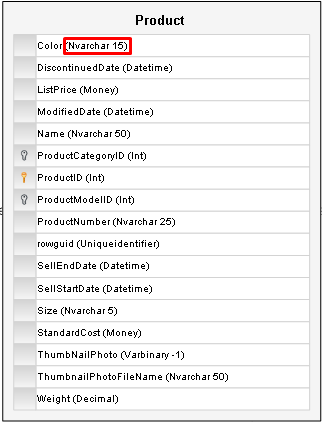 Product
Color (Nvarchar 15)
DiscontinuedDate (Datetime)
ListPrice (Money)
ModifiedDate (Datetime)
Name (Nvarchar 50)
ProductCategoryID (Int)
ProductID (Int)
ProductModelID (Int)
ProductNumber (Nvarchar 25)
rowguid (Uniqueidentifier)
SellEndDate (Datetime)
SellStartDate (Datetime)
Size (Nvarchar 5)
StandardCost (Money)
ThumbNailPhoto (Varbinary -1)
ThumbnailPhotoFileName (Nvarchar 50)
Weight (Decimal)